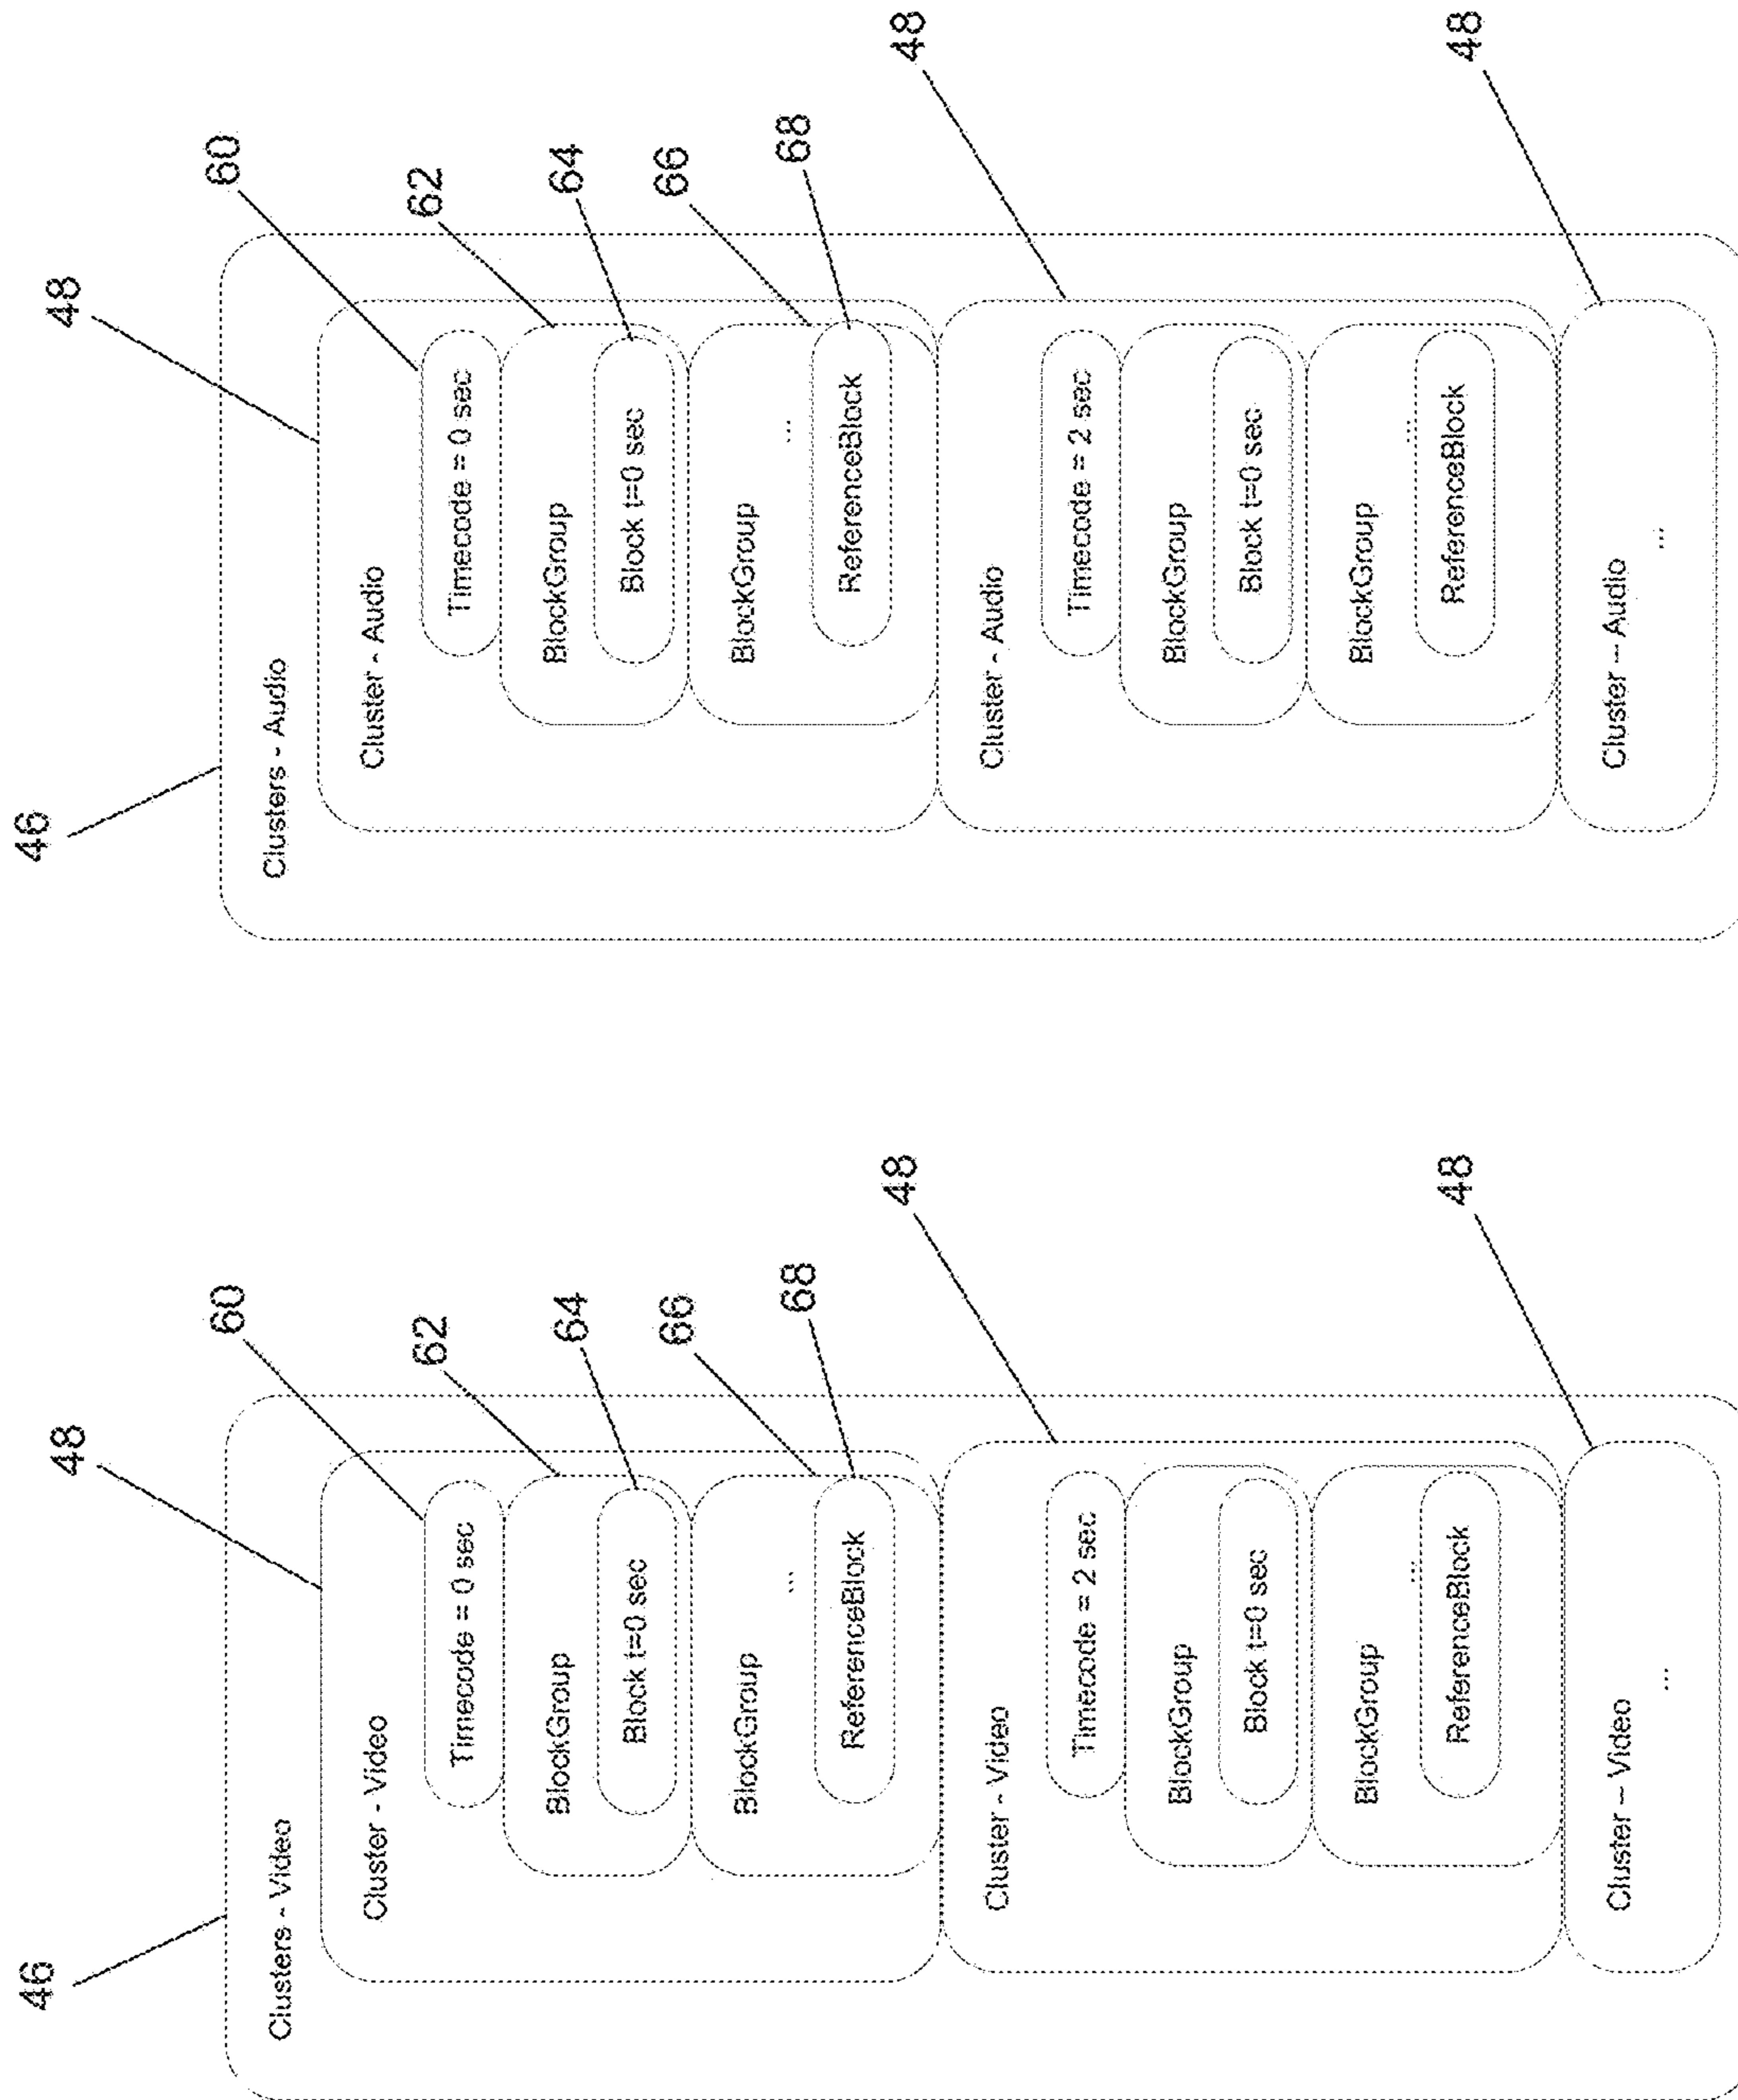 46
48
Clusters - Video
60
Cluster - Video
62
Timecode = 0 sec
BlockGroup
64
Block t=0 sec
66
BlockGroup
...
68
ReferenceBlock
48
Cluster - Video
Timecode = 2 sec
BlockGroup
Block t=0 sec
BlockGroup
...
ReferenceBlock
48
Cluster – Video
...
46
48
Clusters - Audio
60
Cluster - Audio
62
Timecode = 0 sec
BlockGroup
64
Block t=0 sec
66
BlockGroup
...
68
ReferenceBlock
48
Cluster - Audio
Timecode = 2 sec
BlockGroup
Block t=0 sec
BlockGroup
...
ReferenceBlock
48
Cluster – Audio
...